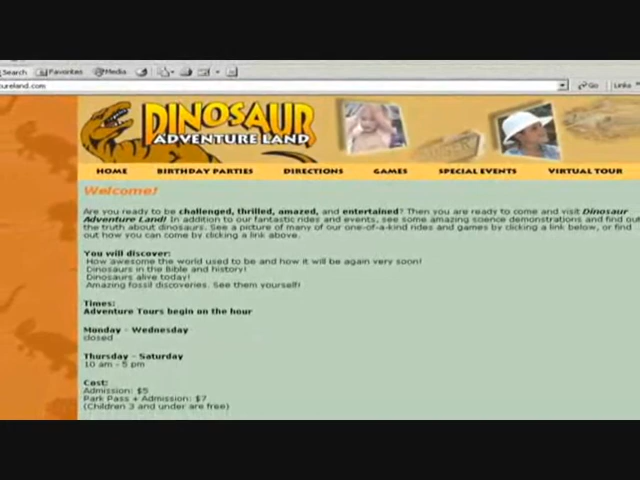 Search Favorites Media
ureland.com Go Links
DINOSAUR
ADVENTURE LAND
HOME BIRTHDAY PARTIES DIRECTIONS GAMES SPECIAL EVENTS VIRTUAL TOUR
Welcome!
Are you ready to be challenged, thrilled, amazed, and entertained? Then you are ready to come and visit Dinosaur
Adventure Land! In addition to our fantastic rides and events, see some amazing science demonstrations and find out
the truth about dinosaurs. See a picture of many of our one-of-a-kind rides and games by clicking a link below, or find
out how you can come by clicking a link above.
You will discover:
How awesome the world used to be and how it will be again very soon!
Dinosaurs in the Bible and history!
Dinosaurs alive today!
Amazing fossil discoveries. See them yourself!
Times:
Adventure Tours begin on the hour
Monday - Wednesday
closed
Thursday - Saturday
10 am - 5 pm
Cost:
Admission: $5
Park Pass + Admission: $7
(Children 3 and under are free)